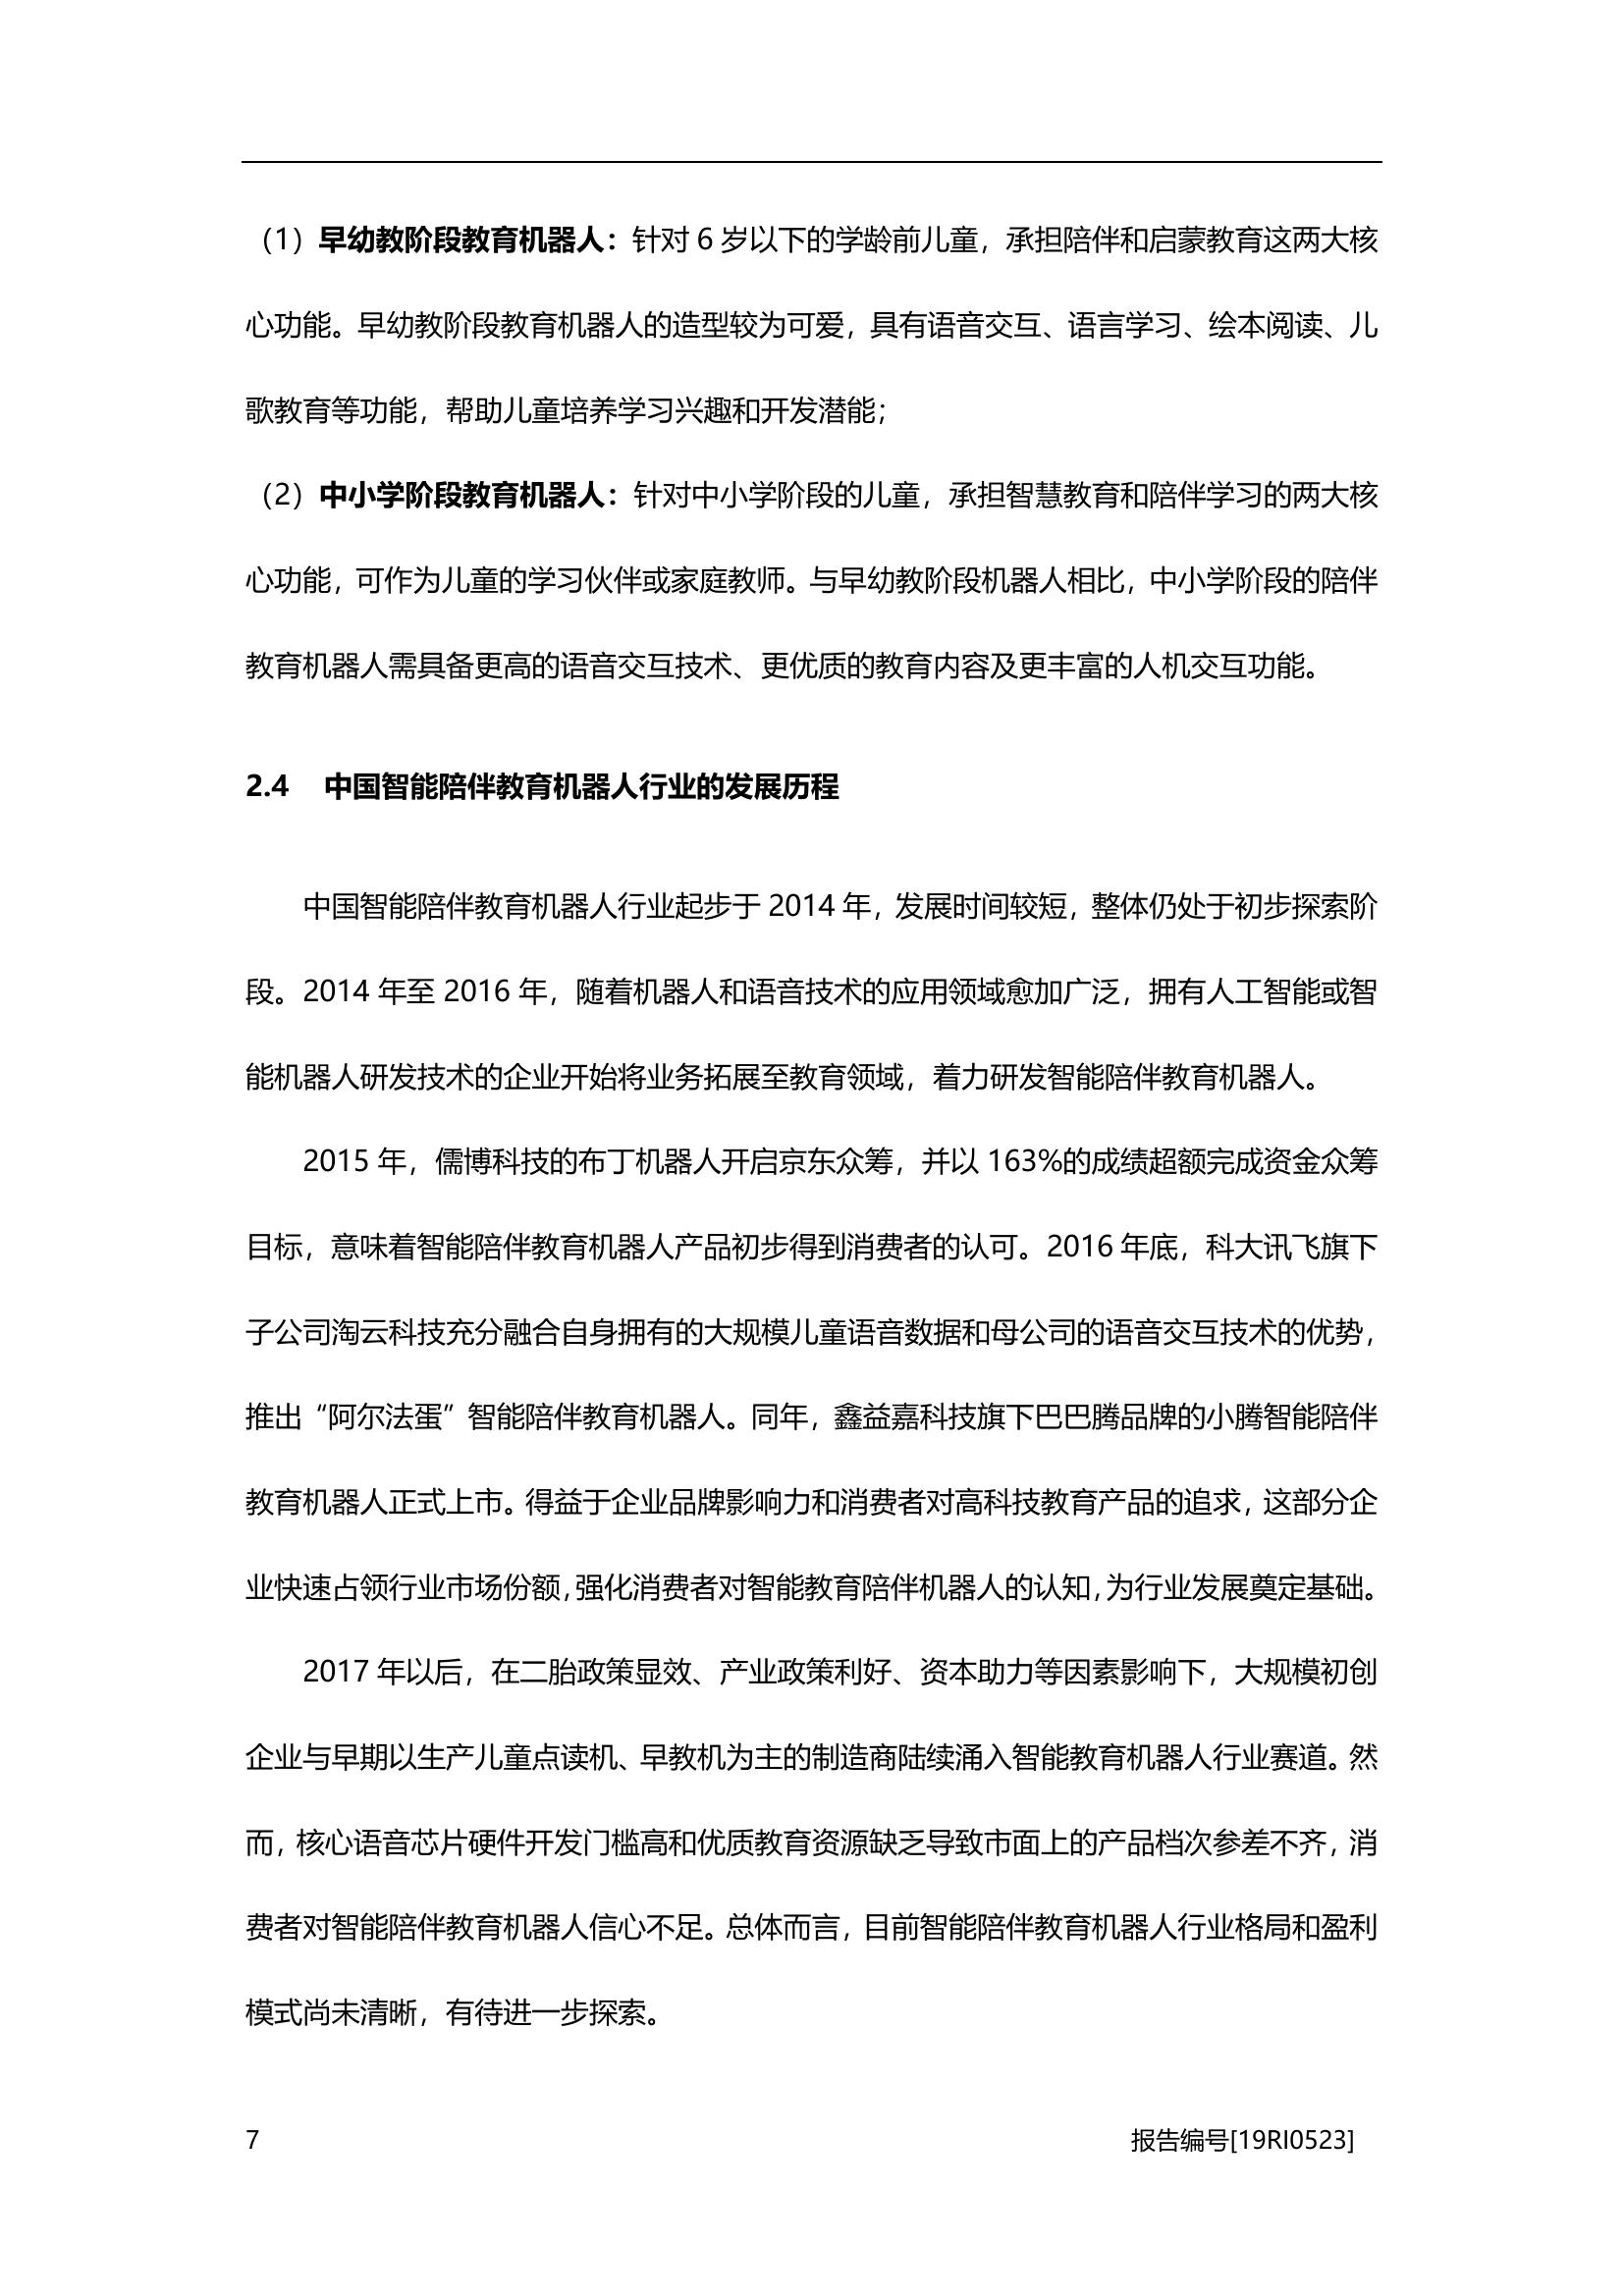 （1）早幼教阶段教育机器人：针对 6 岁以下的学龄前儿童，承担陪伴和启蒙教育这两大核
心功能。早幼教阶段教育机器人的造型较为可爱，具有语音交互、语言学习、绘本阅读、儿
歌教育等功能，帮助儿童培养学习兴趣和开发潜能；
（2）中小学阶段教育机器人：针对中小学阶段的儿童，承担智慧教育和陪伴学习的两大核
心功能，可作为儿童的学习伙伴或家庭教师。与早幼教阶段机器人相比，中小学阶段的陪伴
教育机器人需具备更高的语音交互技术、更优质的教育内容及更丰富的人机交互功能。
2.4 中国智能陪伴教育机器人行业的发展历程
中国智能陪伴教育机器人行业起步于 2014 年，发展时间较短，整体仍处于初步探索阶
段。2014 年至 2016 年，随着机器人和语音技术的应用领域愈加广泛，拥有人工智能或智
能机器人研发技术的企业开始将业务拓展至教育领域，着力研发智能陪伴教育机器人。
2015 年，儒博科技的布丁机器人开启京东众筹，并以 163%的成绩超额完成资金众筹
目标，意味着智能陪伴教育机器人产品初步得到消费者的认可。2016 年底，科大讯飞旗下
子公司淘云科技充分融合自身拥有的大规模儿童语音数据和母公司的语音交互技术的优势，
推出“阿尔法蛋”智能陪伴教育机器人。同年，鑫益嘉科技旗下巴巴腾品牌的小腾智能陪伴
教育机器人正式上市。得益于企业品牌影响力和消费者对高科技教育产品的追求，这部分企
业快速占领行业市场份额，强化消费者对智能教育陪伴机器人的认知，为行业发展奠定基础。
2017 年以后，在二胎政策显效、产业政策利好、资本助力等因素影响下，大规模初创
企业与早期以生产儿童点读机、早教机为主的制造商陆续涌入智能教育机器人行业赛道。然
而，核心语音芯片硬件开发门槛高和优质教育资源缺乏导致市面上的产品档次参差不齐，消
费者对智能陪伴教育机器人信心不足。总体而言，目前智能陪伴教育机器人行业格局和盈利
模式尚未清晰，有待进一步探索。
7 报告编号[19RI0523]